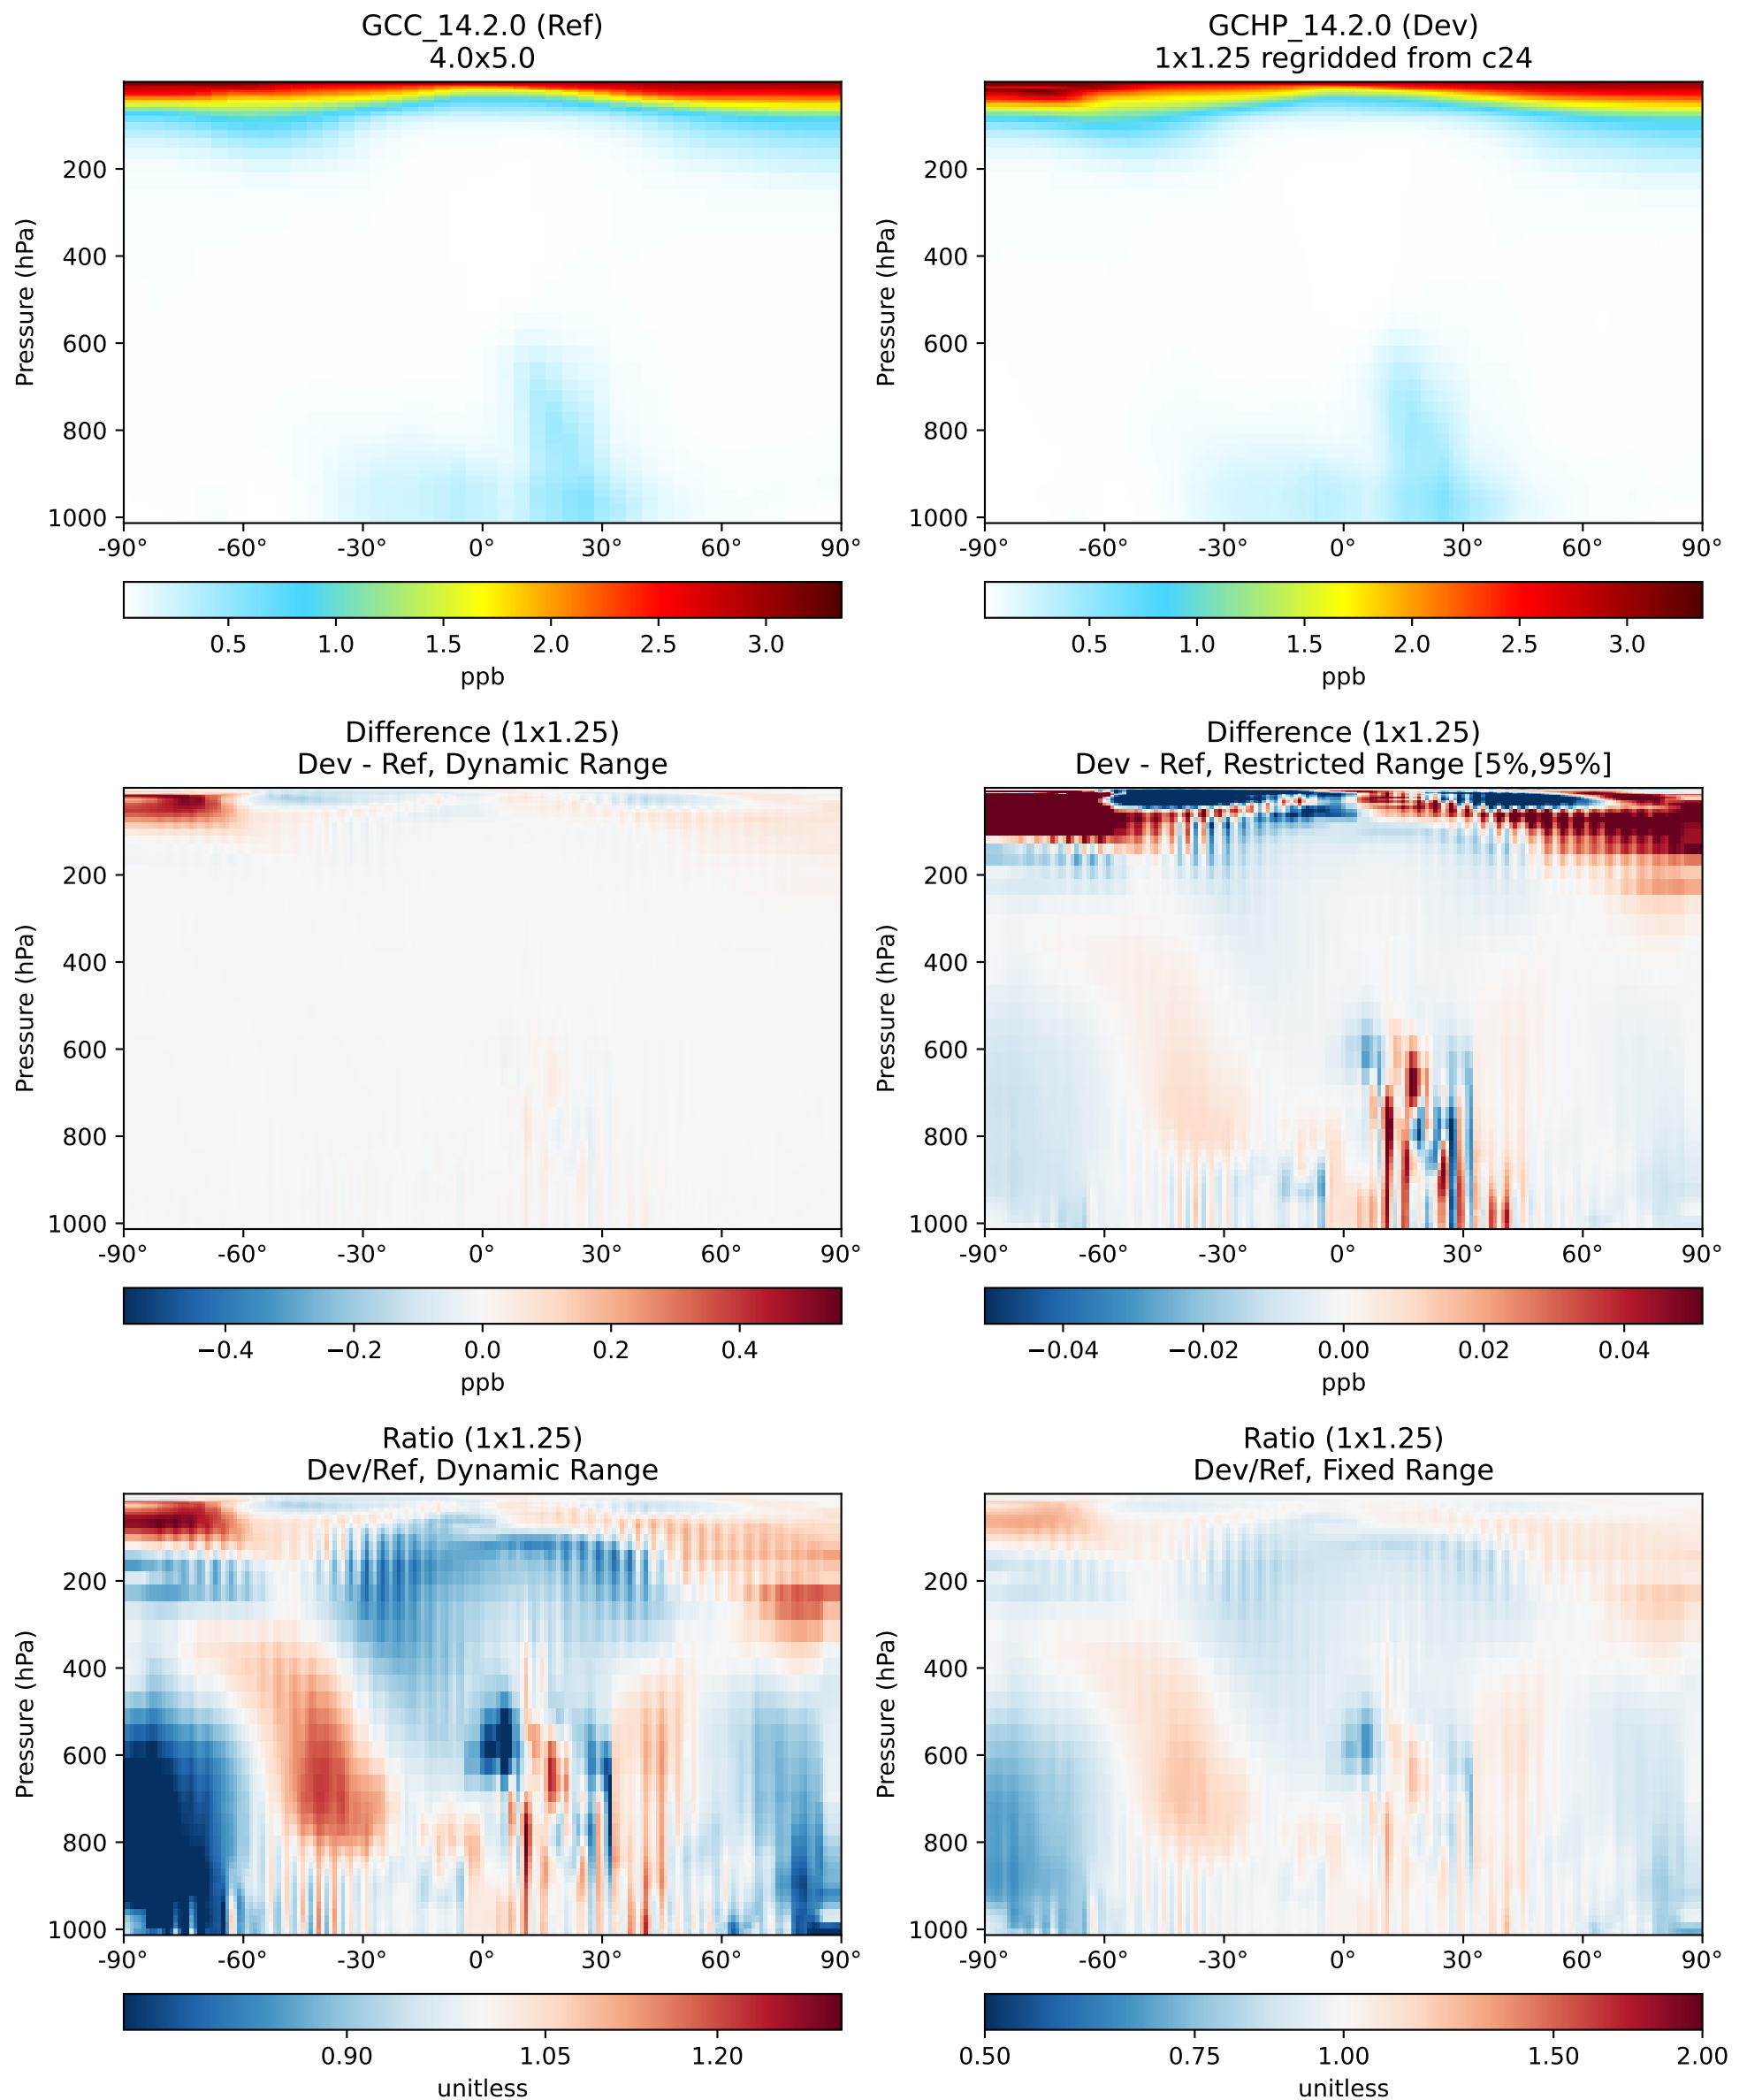 GCC_14.2.0 (Ref)
4.0x5.0
Pressure (hPa)
200
400
600
800
1000
-90° -60° -30° 0° 30° 60° 90°
0.5 1.0 1.5 2.0 2.5 3.0
ppb
GCHP_14.2.0 (Dev)
1x1.25 regridded from c24
Pressure (hPa)
200
400
600
800
1000
-90° -60° -30° 0° 30° 60° 90°
0.5 1.0 1.5 2.0 2.5 3.0
ppb
Difference (1x1.25)
Dev - Ref, Dynamic Range
Pressure (hPa)
200
400
600
800
1000
-90° -60° -30° 0° 30° 60° 90°
−0.4 −0.2 0.0 0.2 0.4
ppb
Difference (1x1.25)
Dev - Ref, Restricted Range [5%,95%]
Pressure (hPa)
200
400
600
800
1000
-90° -60° -30° 0° 30° 60° 90°
−0.04 −0.02 0.00 0.02 0.04
ppb
Ratio (1x1.25)
Dev/Ref, Dynamic Range
Pressure (hPa)
200
400
600
800
1000
-90° -60° -30° 0° 30° 60° 90°
0.90 1.05 1.20
unitless
Ratio (1x1.25)
Dev/Ref, Fixed Range
Pressure (hPa)
200
400
600
800
1000
-90° -60° -30° 0° 30° 60° 90°
0.50 0.75 1.00 1.50 2.00
unitless